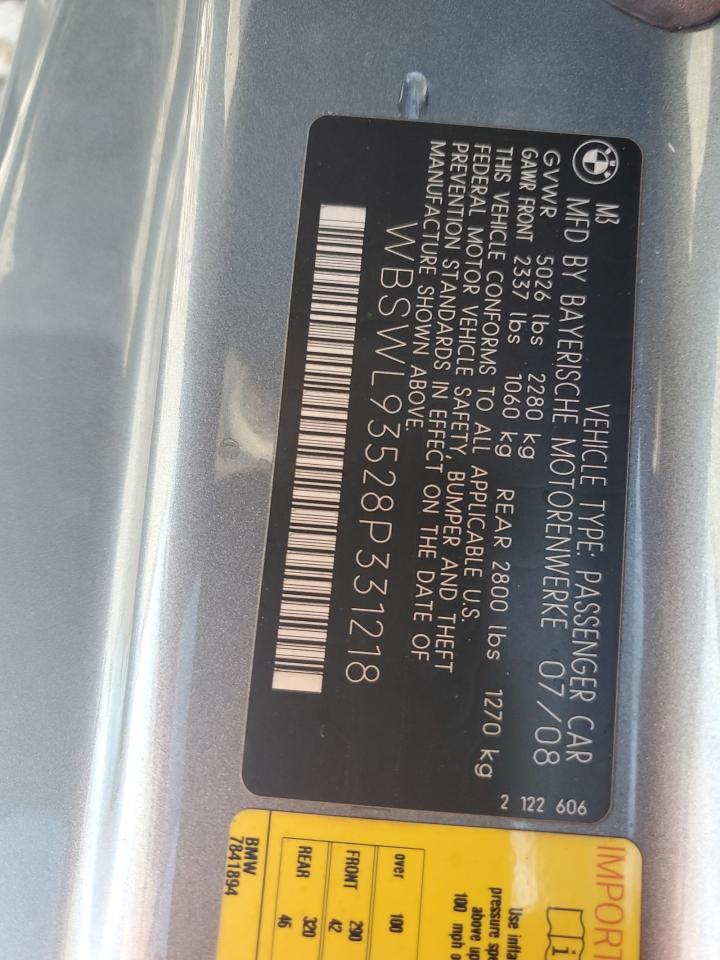 BMW M3
VEHICLE TYPE: PASSENGER CAR
MFD BY BAYERISCHE MOTORENWERKE 07/08
GVWR 5026 lbs 2280 kg
GAWR FRONT 2337 lbs 1060 kg REAR 2800 lbs 1270 kg
THIS VEHICLE CONFORMS TO ALL APPLICABLE U.S.
FEDERAL MOTOR VEHICLE SAFETY, BUMPER AND THEFT
PREVENTION STANDARDS IN EFFECT ON THE DATE OF
MANUFACTURE SHOWN ABOVE.
WBSWL93528P331218
2 122 606
IMPORT
i
Use infla
pressure spe
above up
100 mph o
over 100
FRONT 290 42
REAR 320 46
BMW
7841894